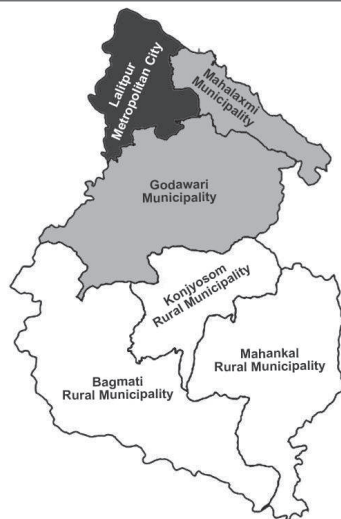 Lalitpur
Metropolitan City
Mahalaxmi
Municipality
Godawari
Municipality
Konjyosom
Rural Municipality
Mahankal
Rural Municipality
Bagmati
Rural Municipality